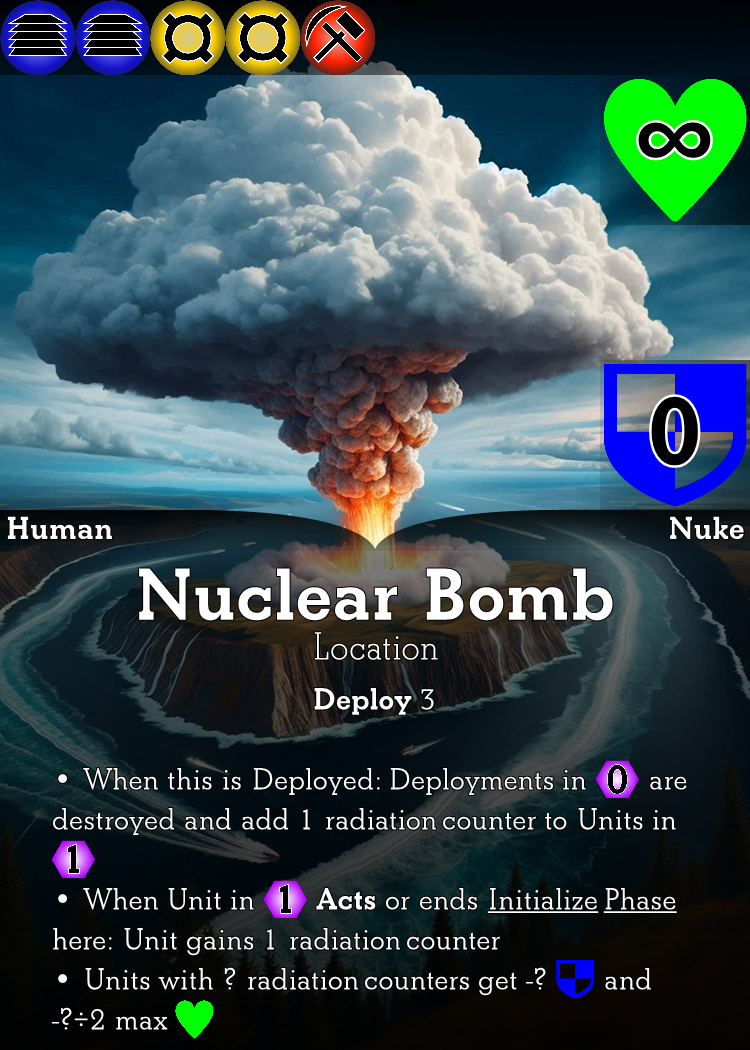 ∞
0
Human
Nuke
Nuclear Bomb
Location
Deploy 3
• When this is Deployed: Deployments in 0 are
destroyed and add 1 radiation counter to Units in
1
• When Unit in 1 Acts or ends Initialize Phase
here: Unit gains 1 radiation counter
• Units with ? radiation counters get -? and
-?÷2 max